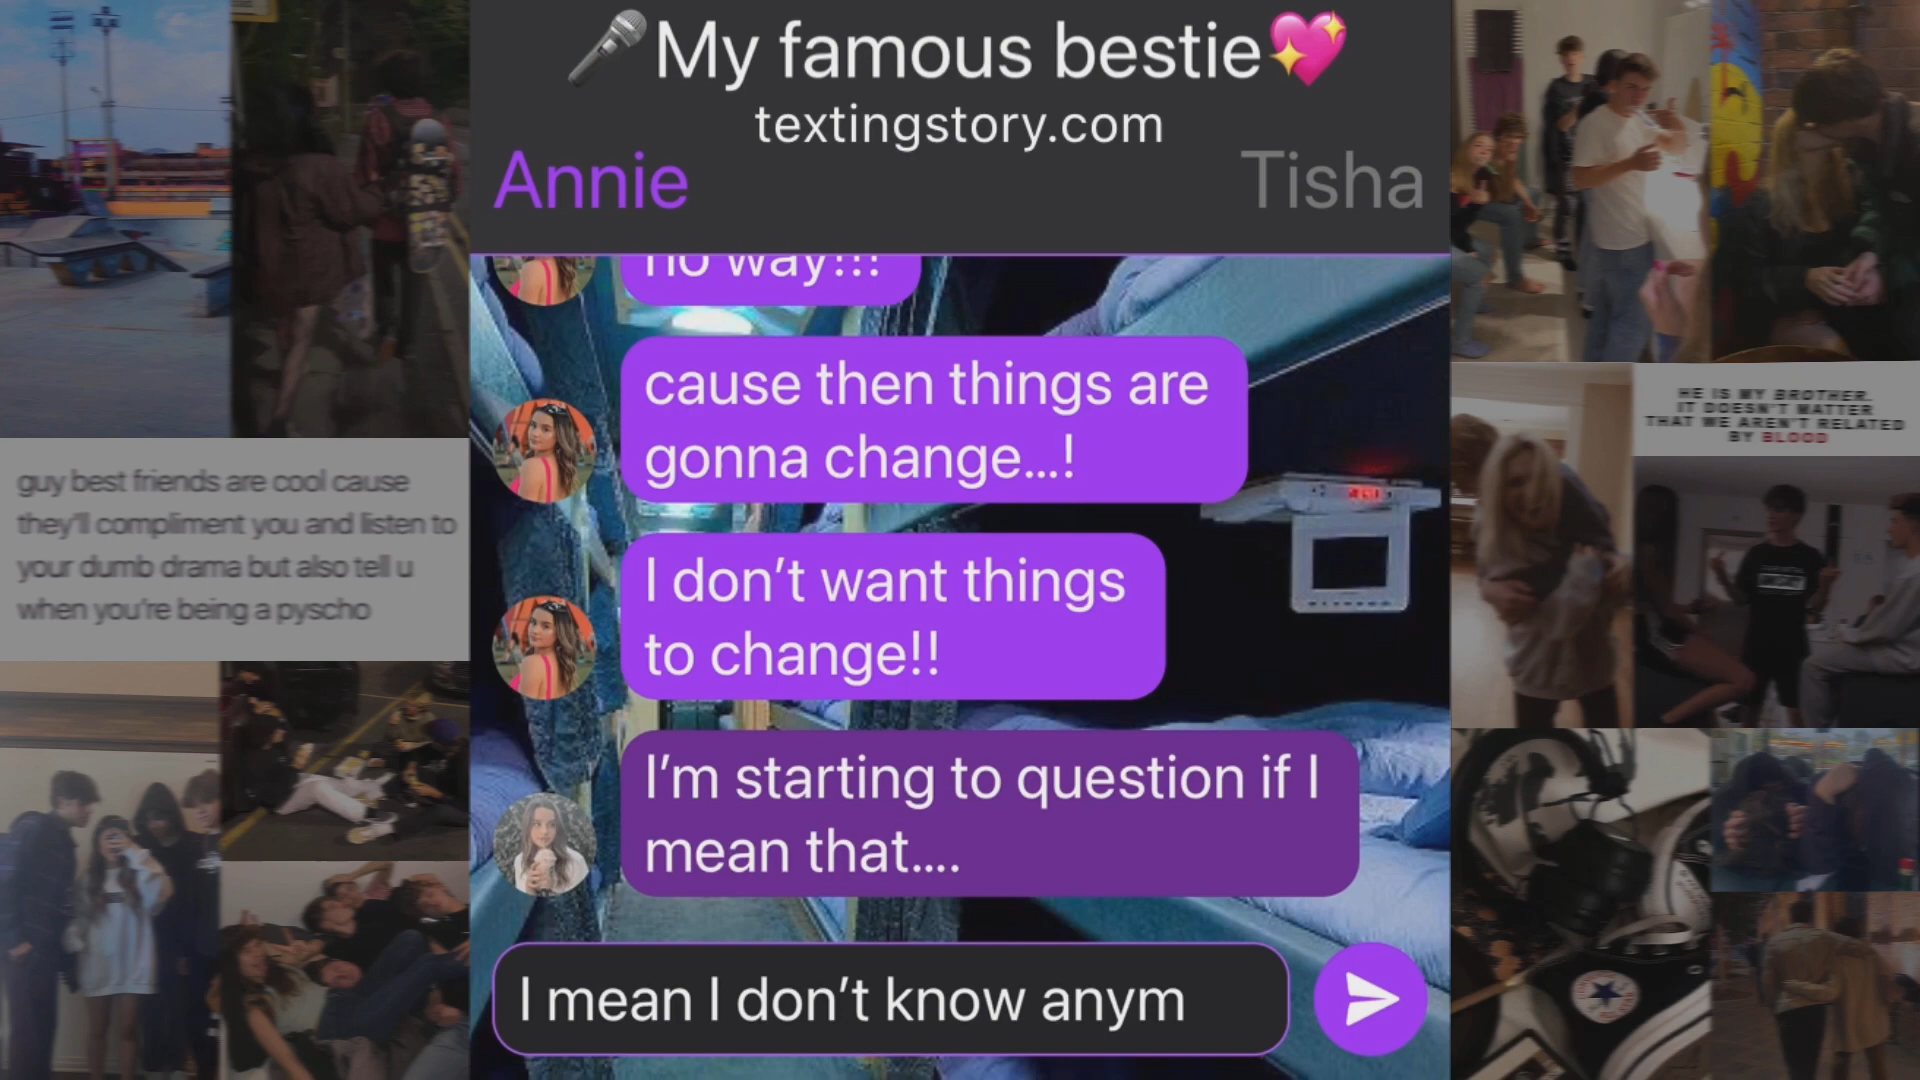 🎤My famous bestie💖
textingstory.com
Annie
Tisha
no way!!!
cause then things are
gonna change...!
I don't want things
to change!!
I'm starting to question if I
mean that....
I mean I don't know anym
guy best friends are cool cause
they'll compliment you and listen to
your dumb drama but also tell u
when you're being a pyscho
HE IS MY BROTHER.
IT DOESN'T MATTER
THAT WE AREN'T RELATED
BY BLOOD